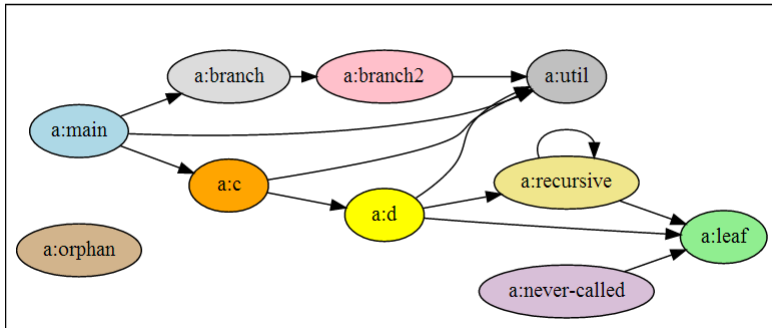 a:branch
a:branch2
a:util
a:main
a:c
a:recursive
a:d
a:orphan
a:leaf
a:never-called